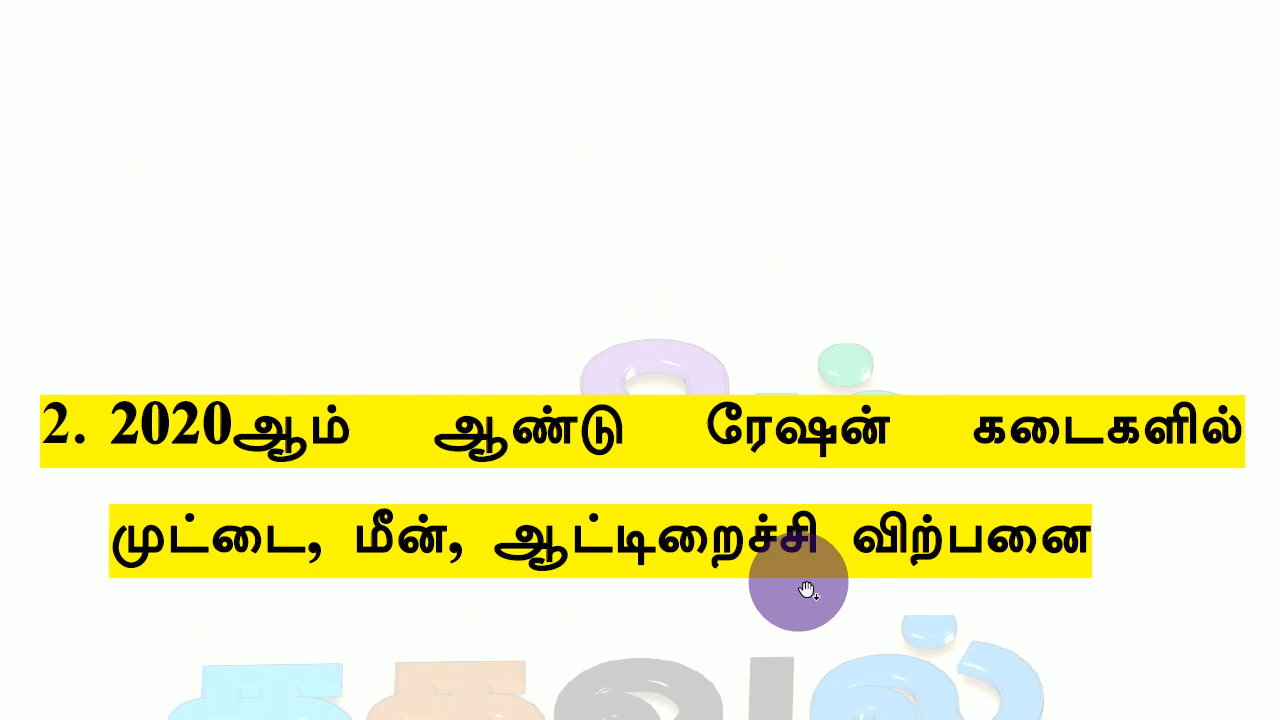 2. 2020ஆம் ஆண்டு ரேஷன் கடைகளில்
முட்டை, மீன், ஆட்டிறைச்சி விற்பனை